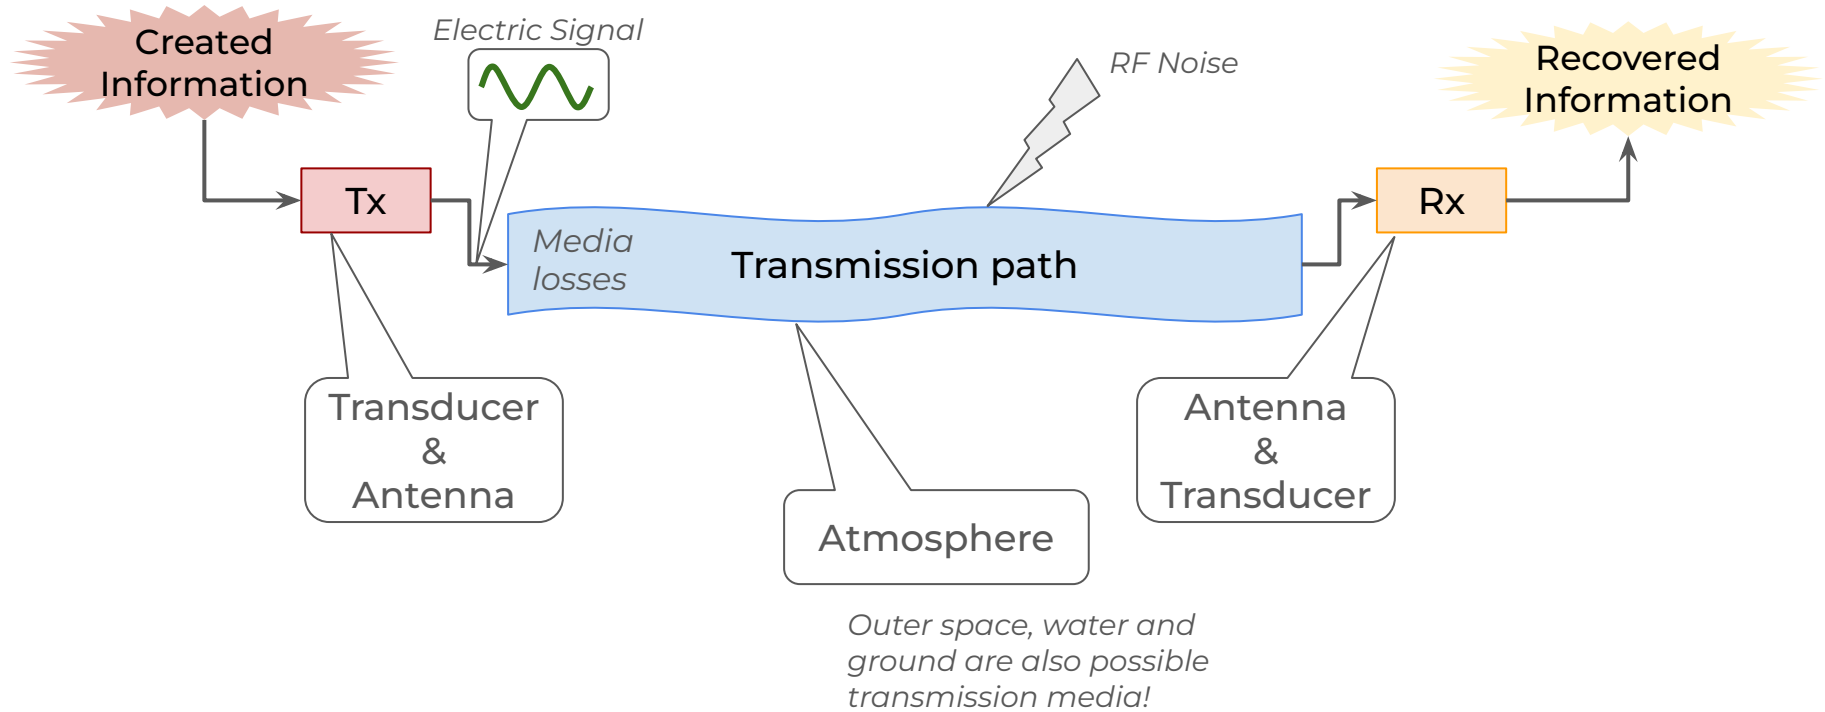 Created
Information
Electric Signal
RF Noise
Recovered
Information
Tx
Rx
Media
losses
Transmission path
Transducer
&
Antenna
Atmosphere
Antenna
&
Transducer
Outer space, water and
ground are also possible
transmission media!